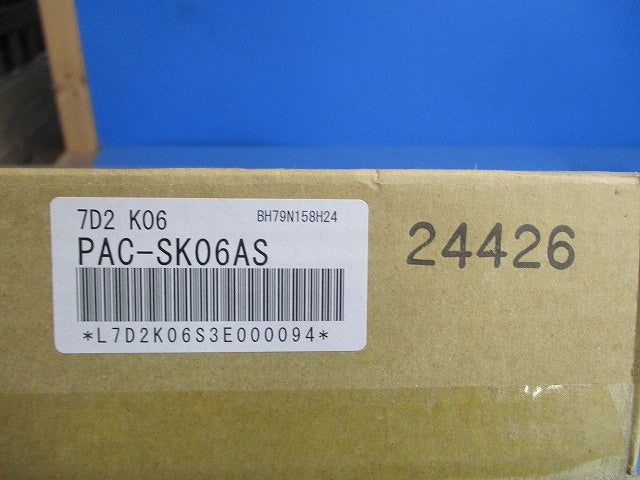 7D2 K06 BH79N158H24
PAC-SK06AS
*L7D2K06S3E000094*
24426